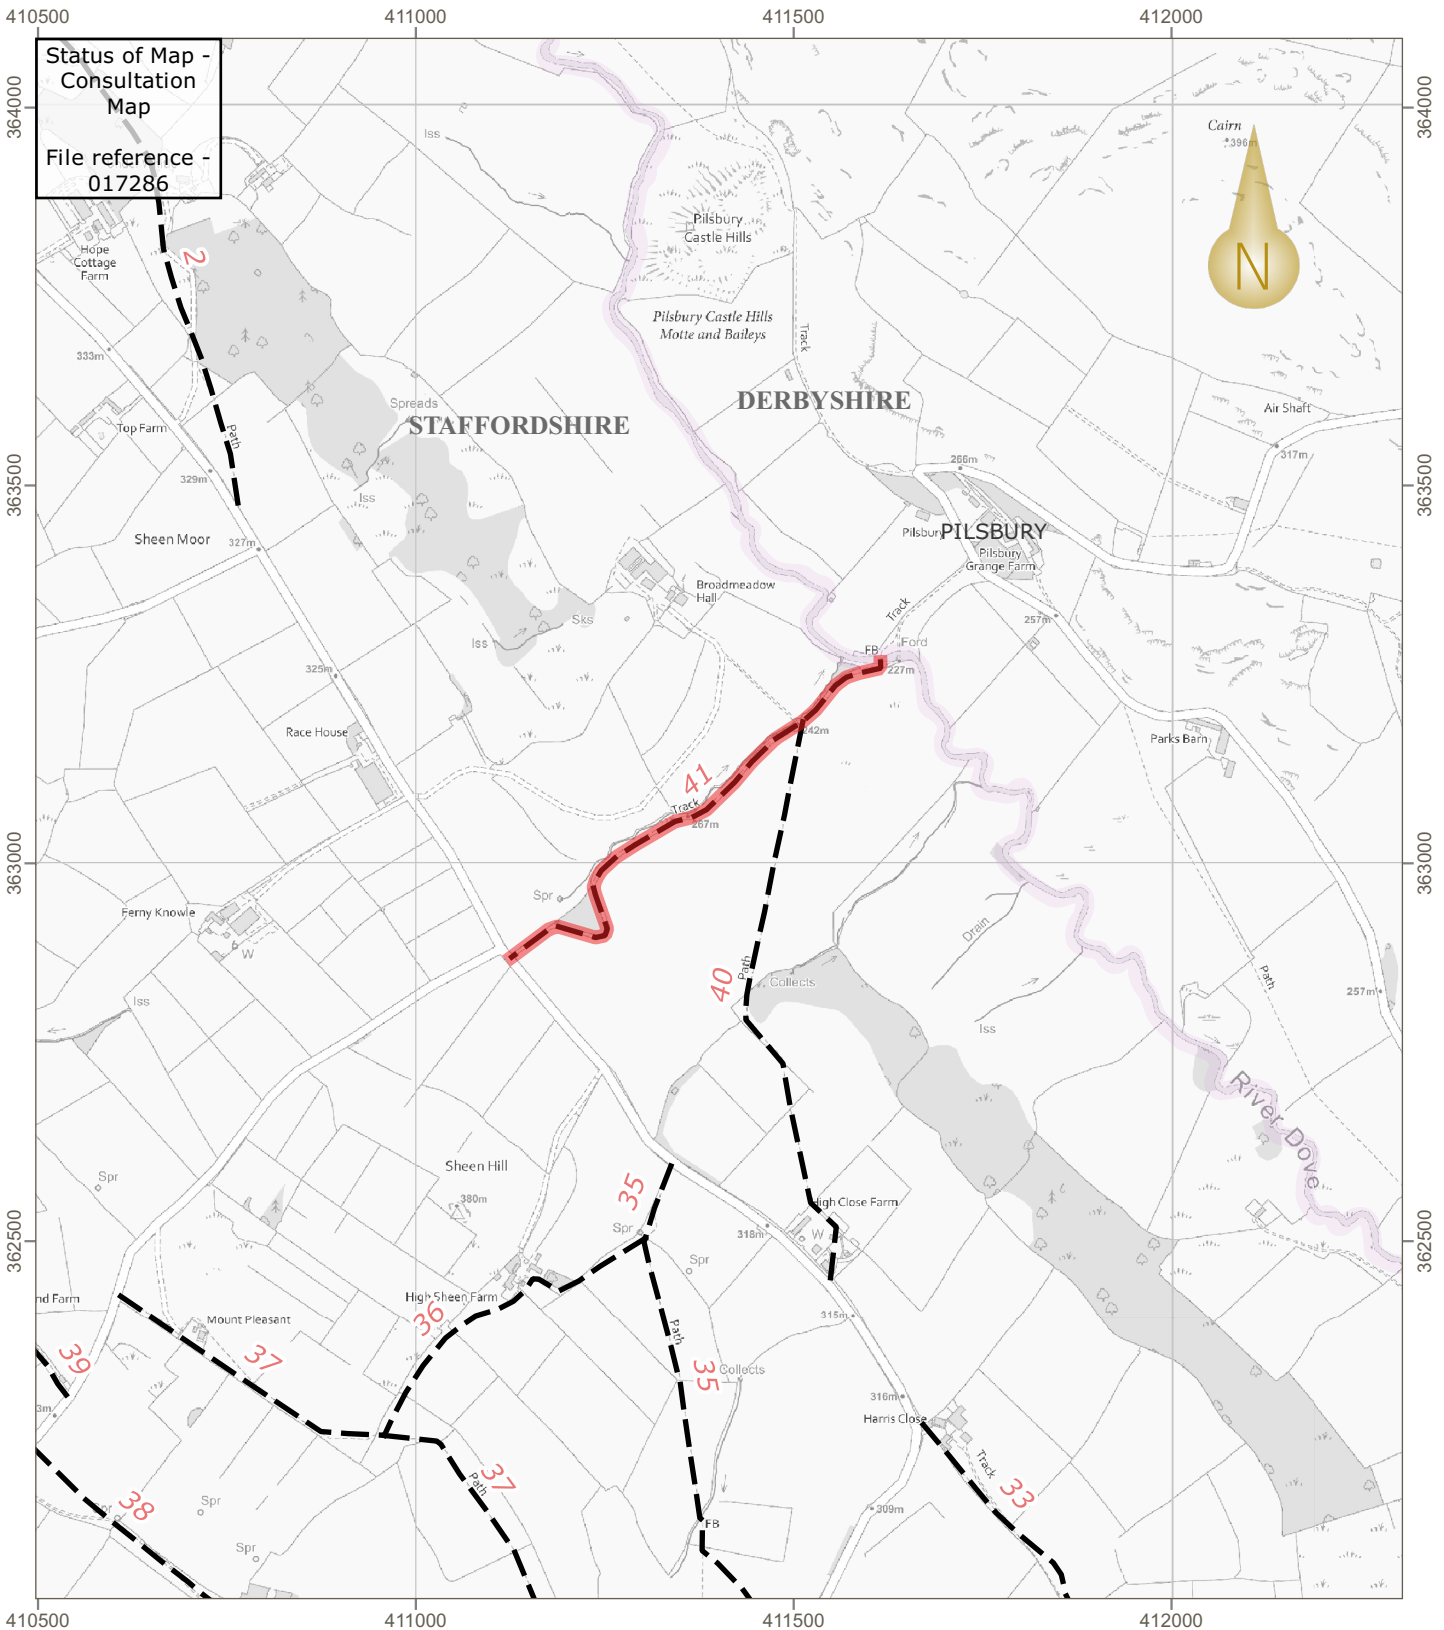 410500
411000
411500
412000
364000
364000
Status of Map -
Consultation
Map
File reference -
017286
Iss
Cairn
396m
N
Pilsbury
Castle Hills
Hope
Cottage
Farm
2
Pilsbury Castle Hills
Motte and Baileys
Track
333m
Spreads
STAFFORDSHIRE
DERBYSHIRE
Air Shaft
Top Farm
Path
317m
266m
329m
363500
363500
Iss
Sheen Moor
327m
Pilsbury
PILSBURY
Pilsbury
Grange Farm
Broadmeadow
Hall
Track
257m
Sks
Iss
FB
Ford
227m
325m
Race House
242m
Parks Barn
41
Track
267m
363000
363000
Spr
Ferny Knowle
W
Drain
Path
40
Path
Collects
257m
Iss
Iss
River Dove
Sheen Hill
Spr
380m
35
High Close Farm
Spr
318m
W
362500
362500
Spr
nd Farm
High Sheen Farm
315m
Mount Pleasant
36
Path
39
37
35
Collects
3m
316m
Harris Close
37
Path
Track
33
38
Spr
Spr
309m
FB
Spr
410500
411000
411500
412000